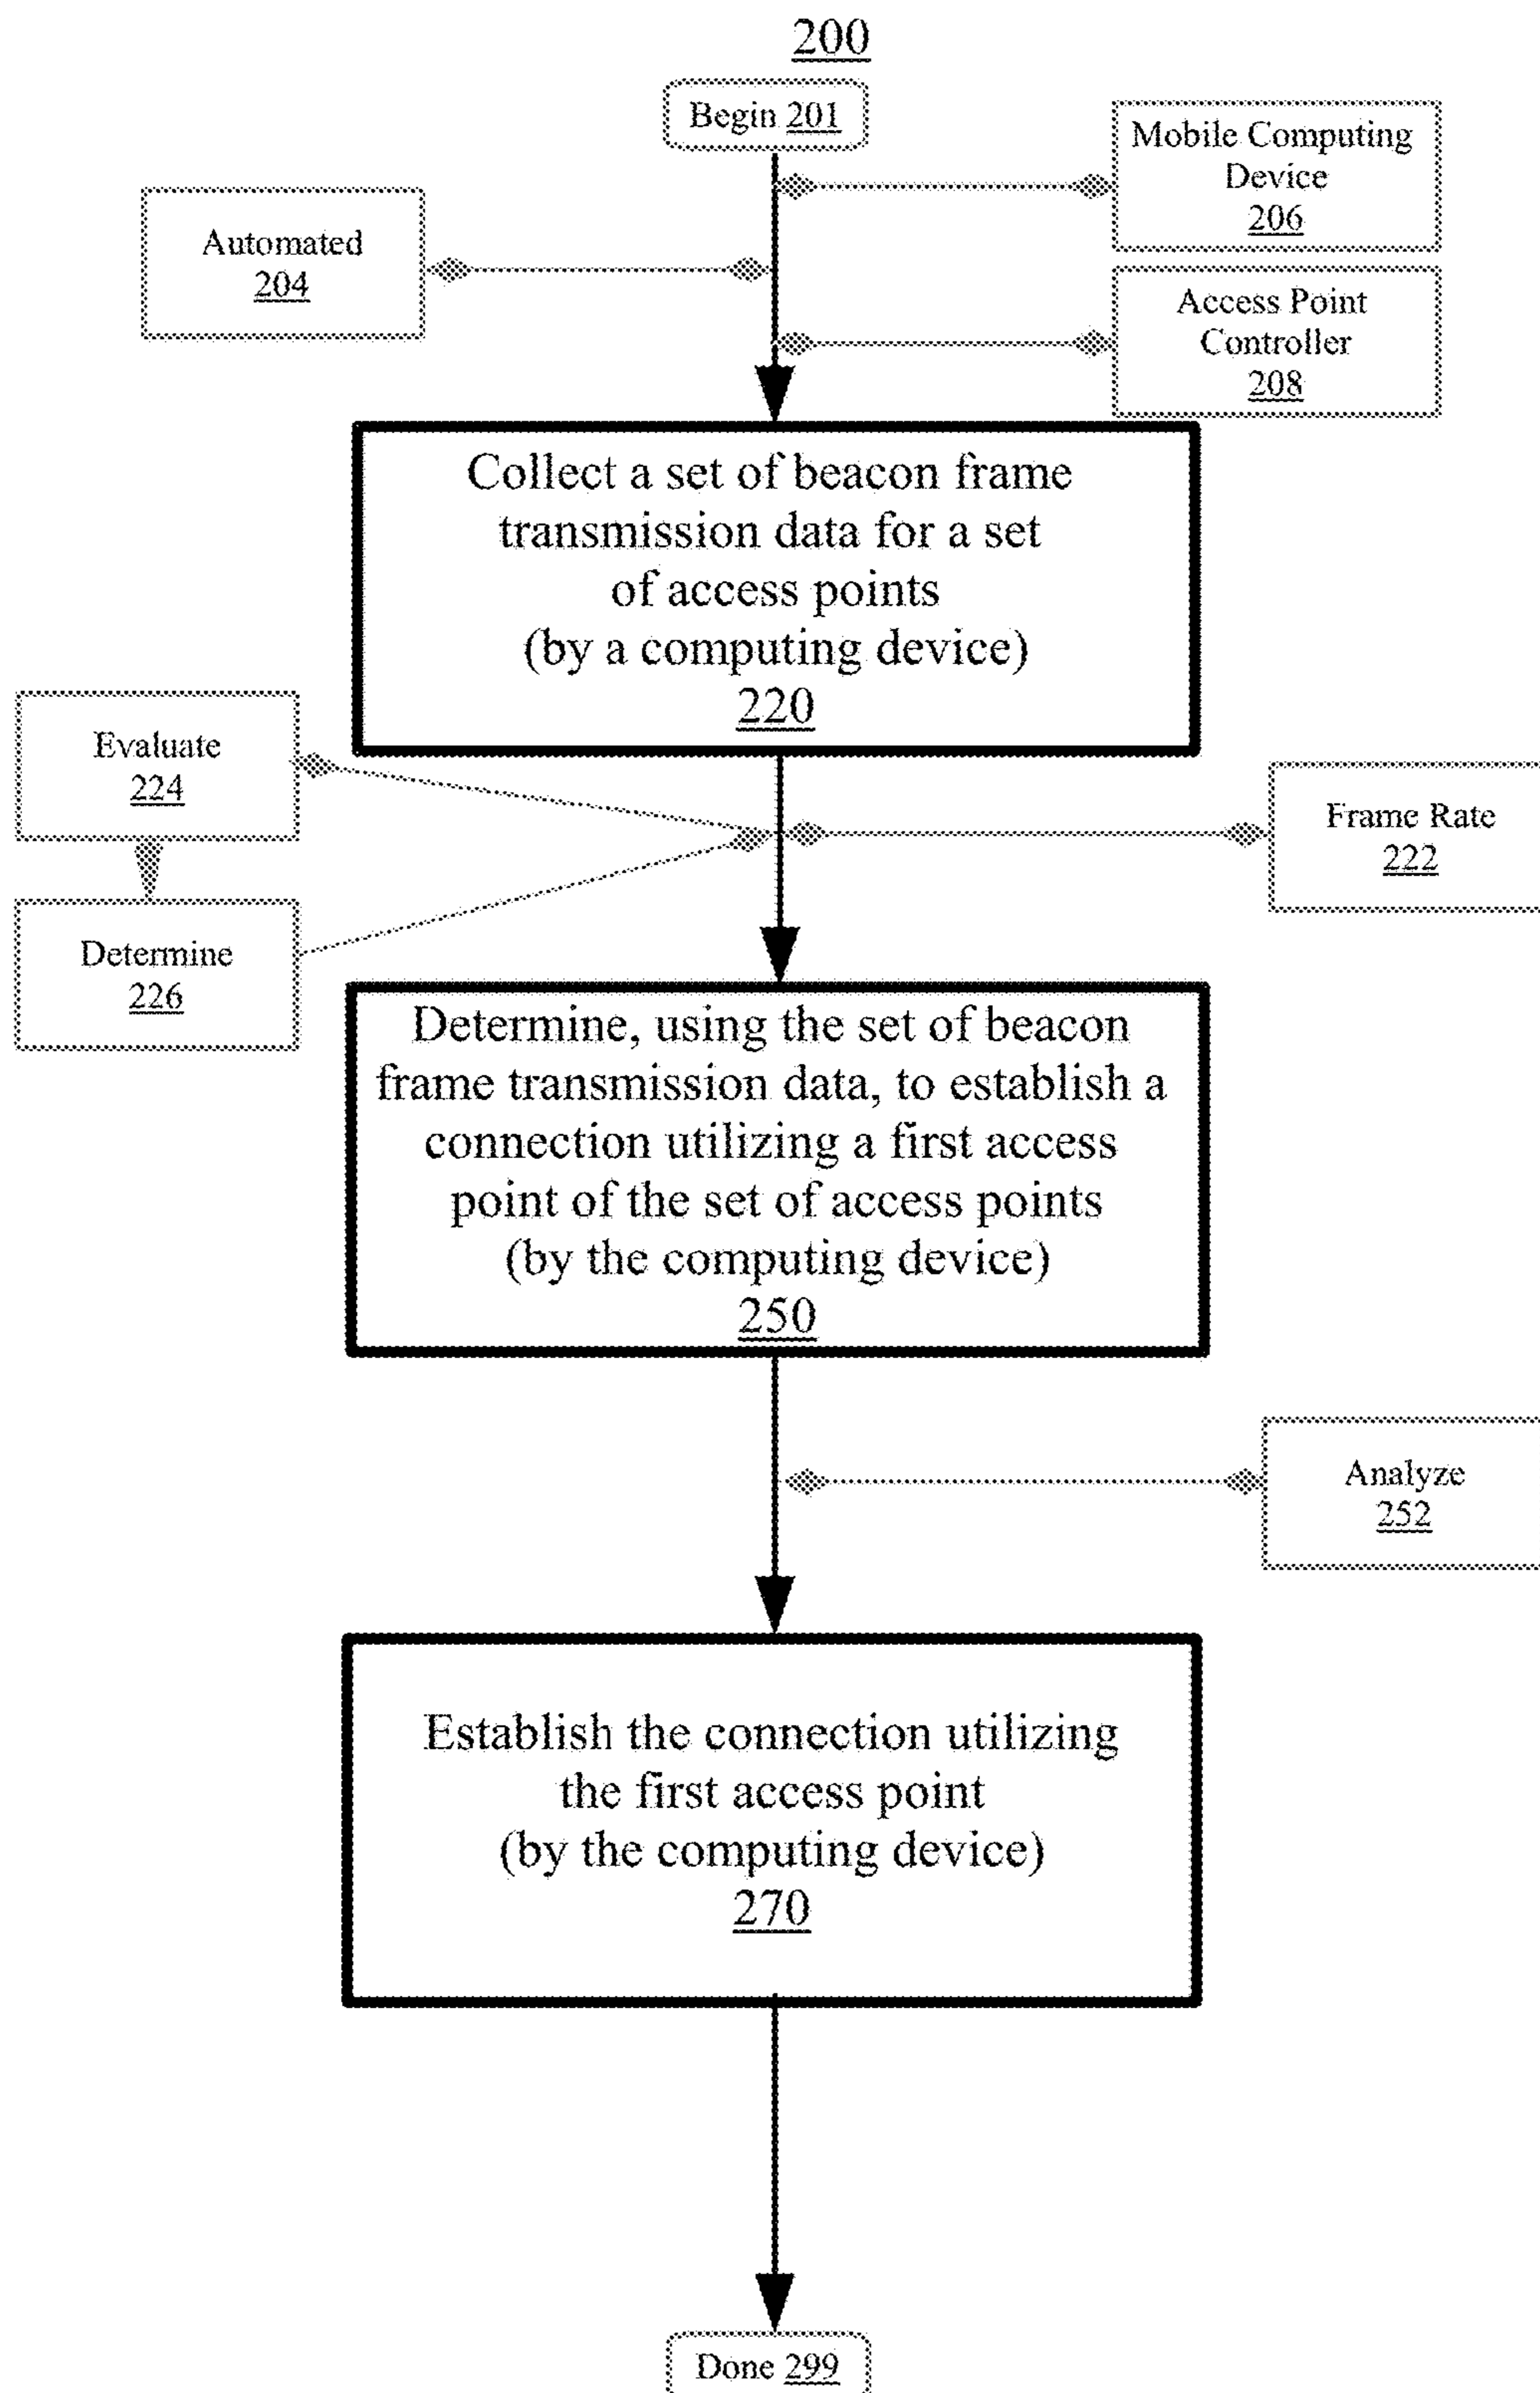 200
Begin 201
Mobile Computing
Device
206
Automated
204
Access Point
Controller
208
Collect a set of beacon frame
transmission data for a set
of access points
(by a computing device)
220
Evaluate
224
Frame Rate
222
Determine
226
Determine, using the set of beacon
frame transmission data, to establish a
connection utilizing a first access
point of the set of access points
(by the computing device)
250
Analyze
252
Establish the connection utilizing
the first access point
(by the computing device)
270
Done 299